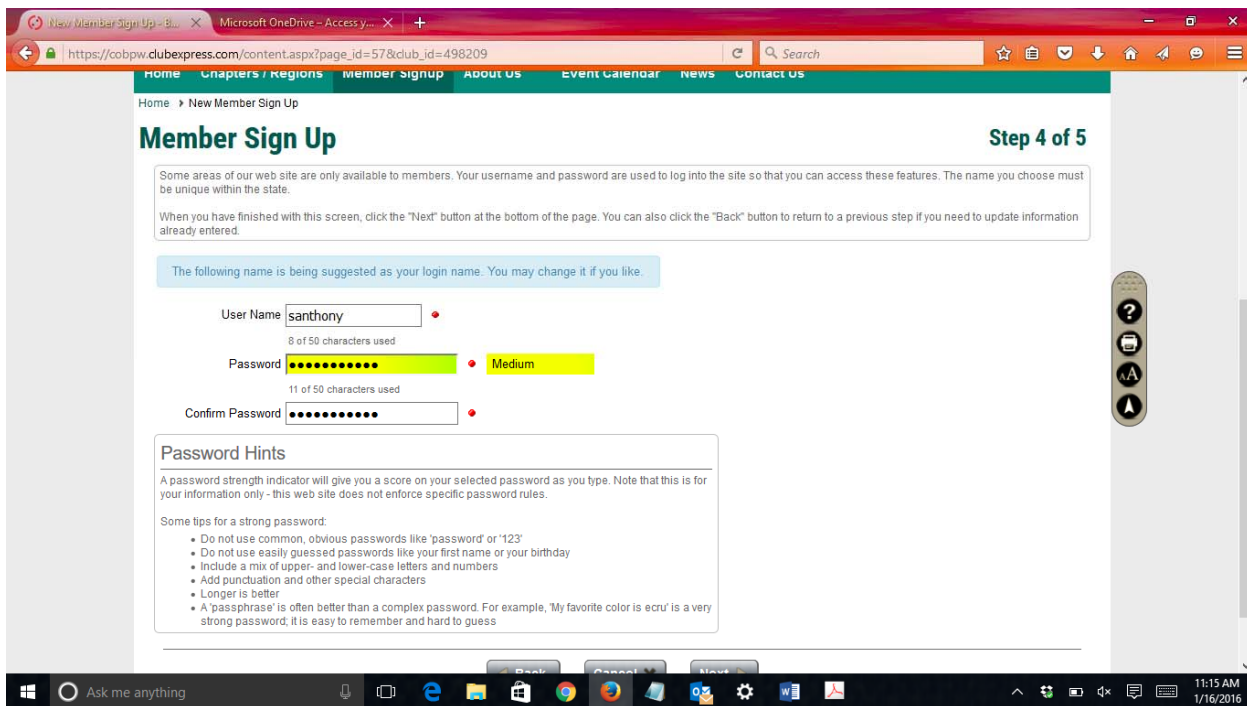 New Member Sign Up - B...
Microsoft OneDrive – Access y...
https://cobpw.clubexpress.com/content.aspx?page_id=57&club_id=498209
Search
Home Chapters / Regions Member Signup About Us Event Calendar News Contact Us
Home New Member Sign Up
Member Sign Up
Step 4 of 5
Some areas of our web site are only available to members. Your username and password are used to log into the site so that you can access these features. The name you choose must
be unique within the state.
When you have finished with this screen, click the "Next" button at the bottom of the page. You can also click the "Back" button to return to a previous step if you need to update information
already entered.
The following name is being suggested as your login name. You may change it if you like.
User Name santhony
8 of 50 characters used
Password ●●●●●●●●●●● Medium
11 of 50 characters used
Confirm Password ●●●●●●●●●●●
Password Hints
A password strength indicator will give you a score on your selected password as you type. Note that this is for
your information only - this web site does not enforce specific password rules.
Some tips for a strong password:
• Do not use common, obvious passwords like 'password' or '123'
• Do not use easily guessed passwords like your first name or your birthday
• Include a mix of upper- and lower-case letters and numbers
• Add punctuation and other special characters
• Longer is better
• A 'passphrase' is often better than a complex password. For example, 'My favorite color is ecru' is a very
strong password; it is easy to remember and hard to guess
Back Cancel Next
Ask me anything
11:15 AM
1/16/2016